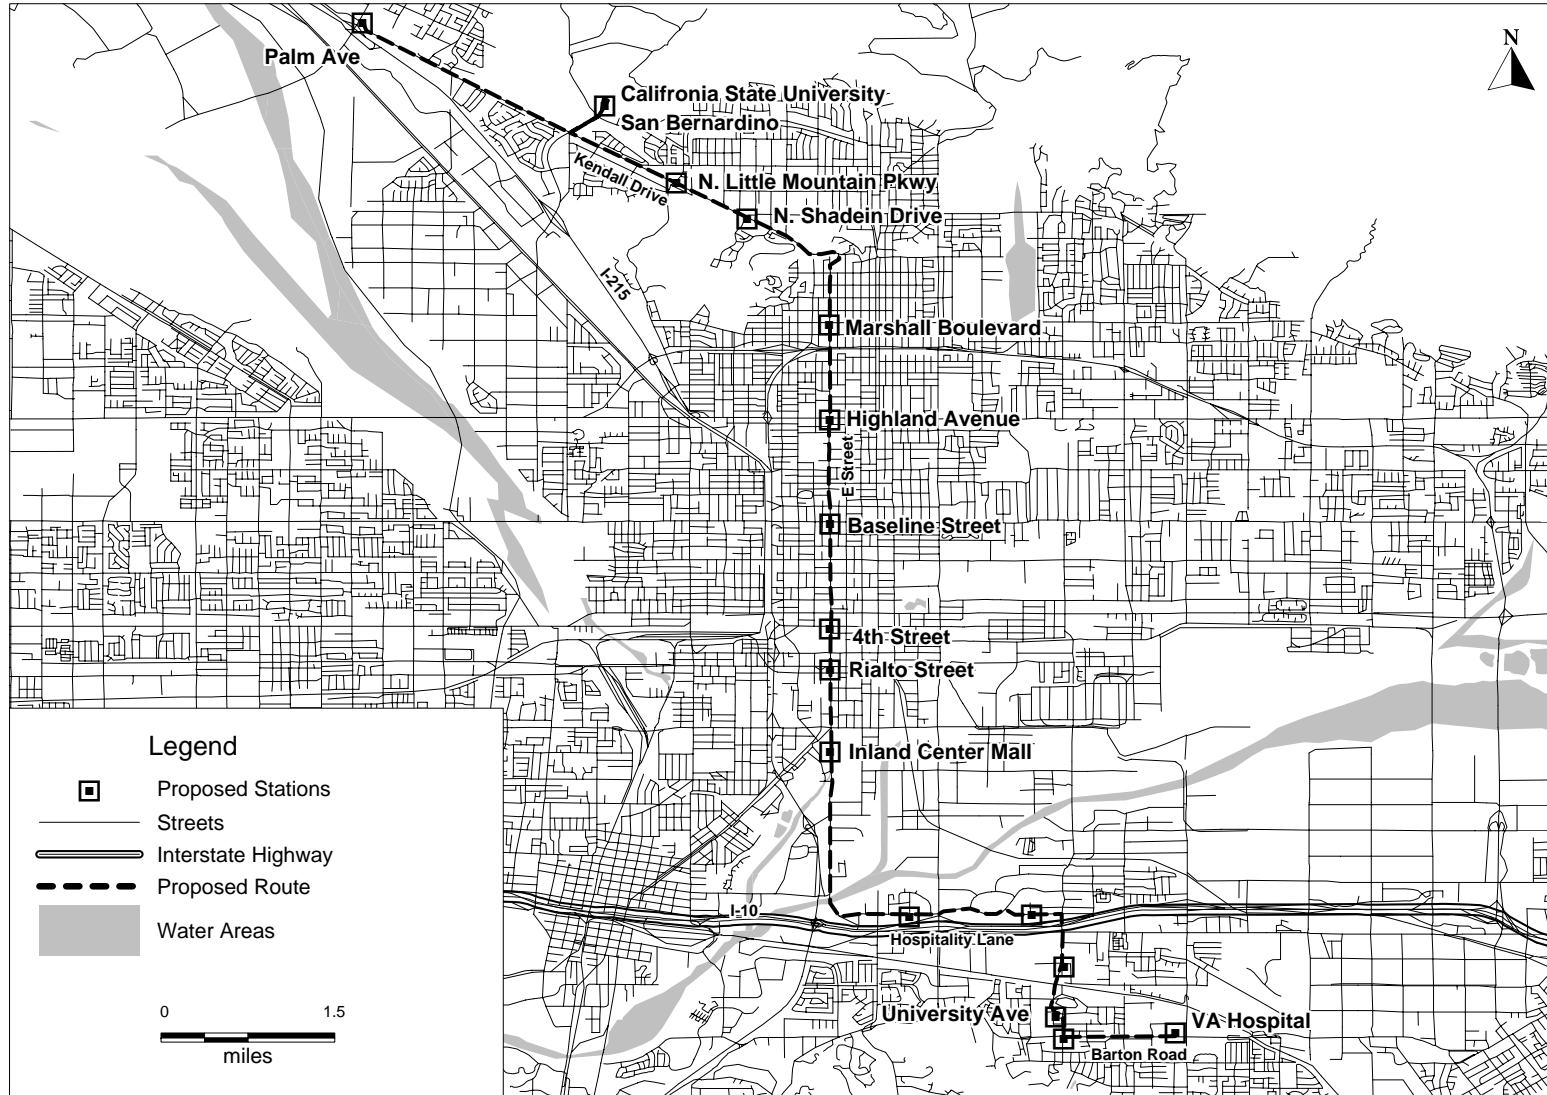 N
Palm Ave
Califronia State University
San Bernardino
Kendall Drive
N. Little Mountain Pkwy
N. Shadein Drive
I-215
Marshall Boulevard
Highland Avenue
E Street
Baseline Street
4th Street
Rialto Street
Inland Center Mall
Legend
Proposed Stations
Streets
Interstate Highway
Proposed Route
Water Areas
0 1.5
miles
I-10
Hospitality Lane
University Ave
VA Hospital
Barton Road